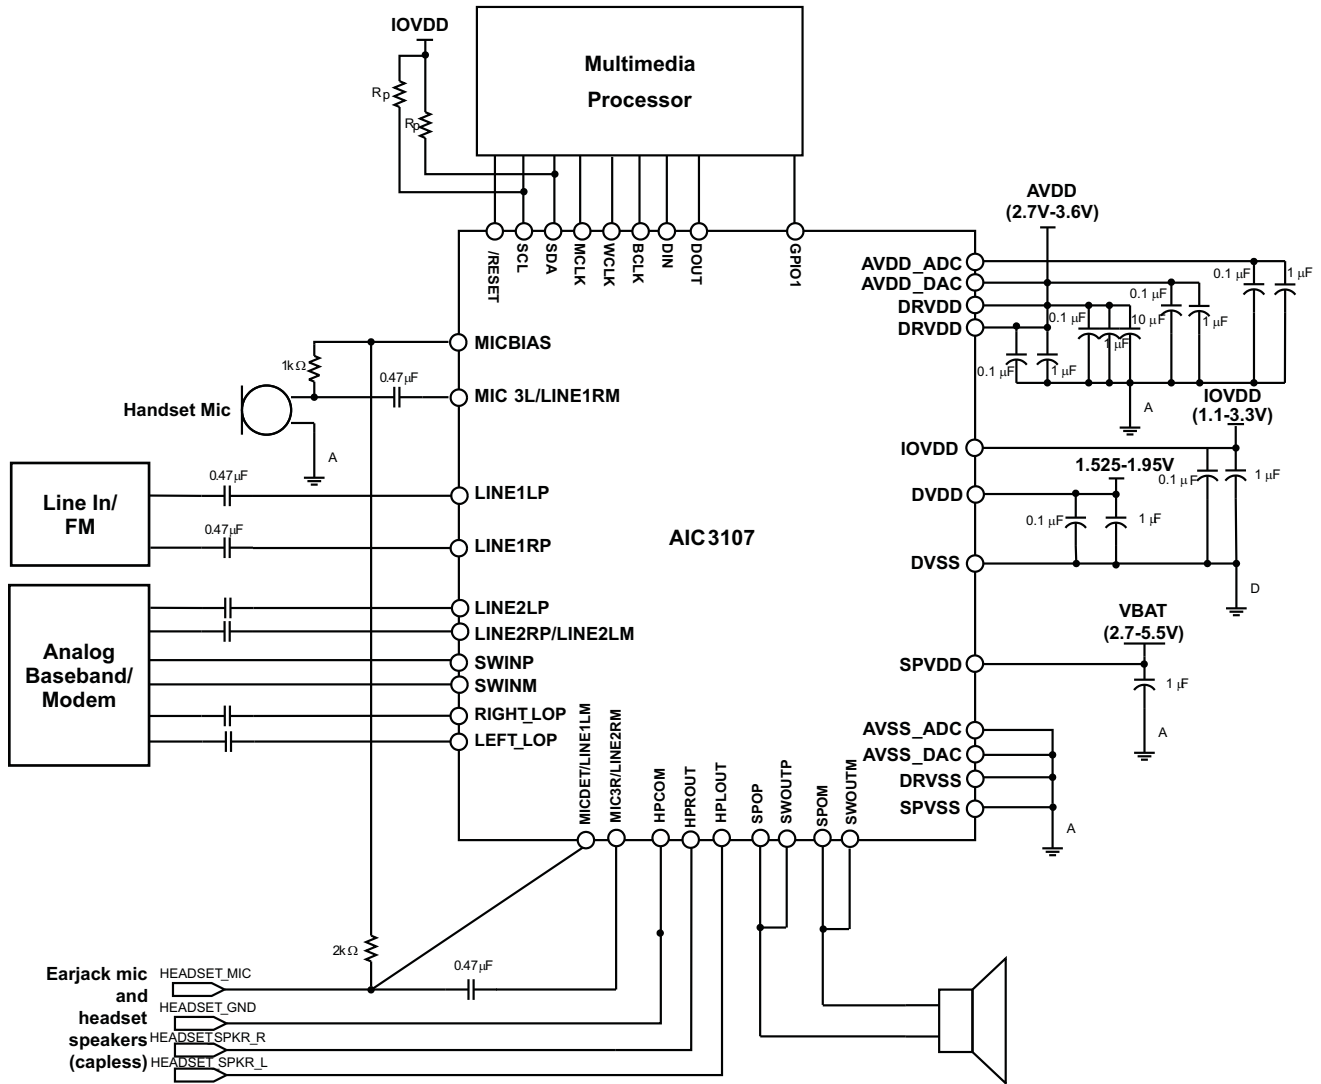 IOVDD
Multimedia
Processor
Rp
Rp
/RESET
SCL
SDA
MCLK
WCLK
BCLK
DIN
DOUT
GPIO1
AVDD
(2.7V-3.6V)
AVDD_ADC
AVDD_DAC
DRVDD
DRVDD
0.1 µF
1 µF
0.1 µF
1 µF
0.1 µF
1 µF
10 µF
0.1 µF
1 µF
A
MICBIAS
1kΩ
0.47µF
MIC 3L/LINE1RM
Handset Mic
A
IOVDD
(1.1-3.3V)
IOVDD
1.525-1.95V
0.1 µF
1 µF
DVDD
0.1 µF
1 µF
DVSS
D
Line In/
FM
0.47µF
LINE1LP
0.47µF
LINE1RP
AIC3107
Analog
Baseband/
Modem
LINE2LP
LINE2RP/LINE2LM
SWINP
SWINM
RIGHT_LOP
LEFT_LOP
VBAT
(2.7-5.5V)
SPVDD
1 µF
A
AVSS_ADC
AVSS_DAC
DRVSS
SPVSS
A
MICDET/LINE1LM
MIC3R/LINE2RM
HPCOM
HPROUT
HPLOUT
SPOP
SWOUTP
SPOM
SWOUTM
2kΩ
0.47µF
Earjack mic
and
headset
speakers
(capless)
HEADSET_MIC
HEADSET_GND
HEADSETSPKR_R
HEADSET SPKR_L